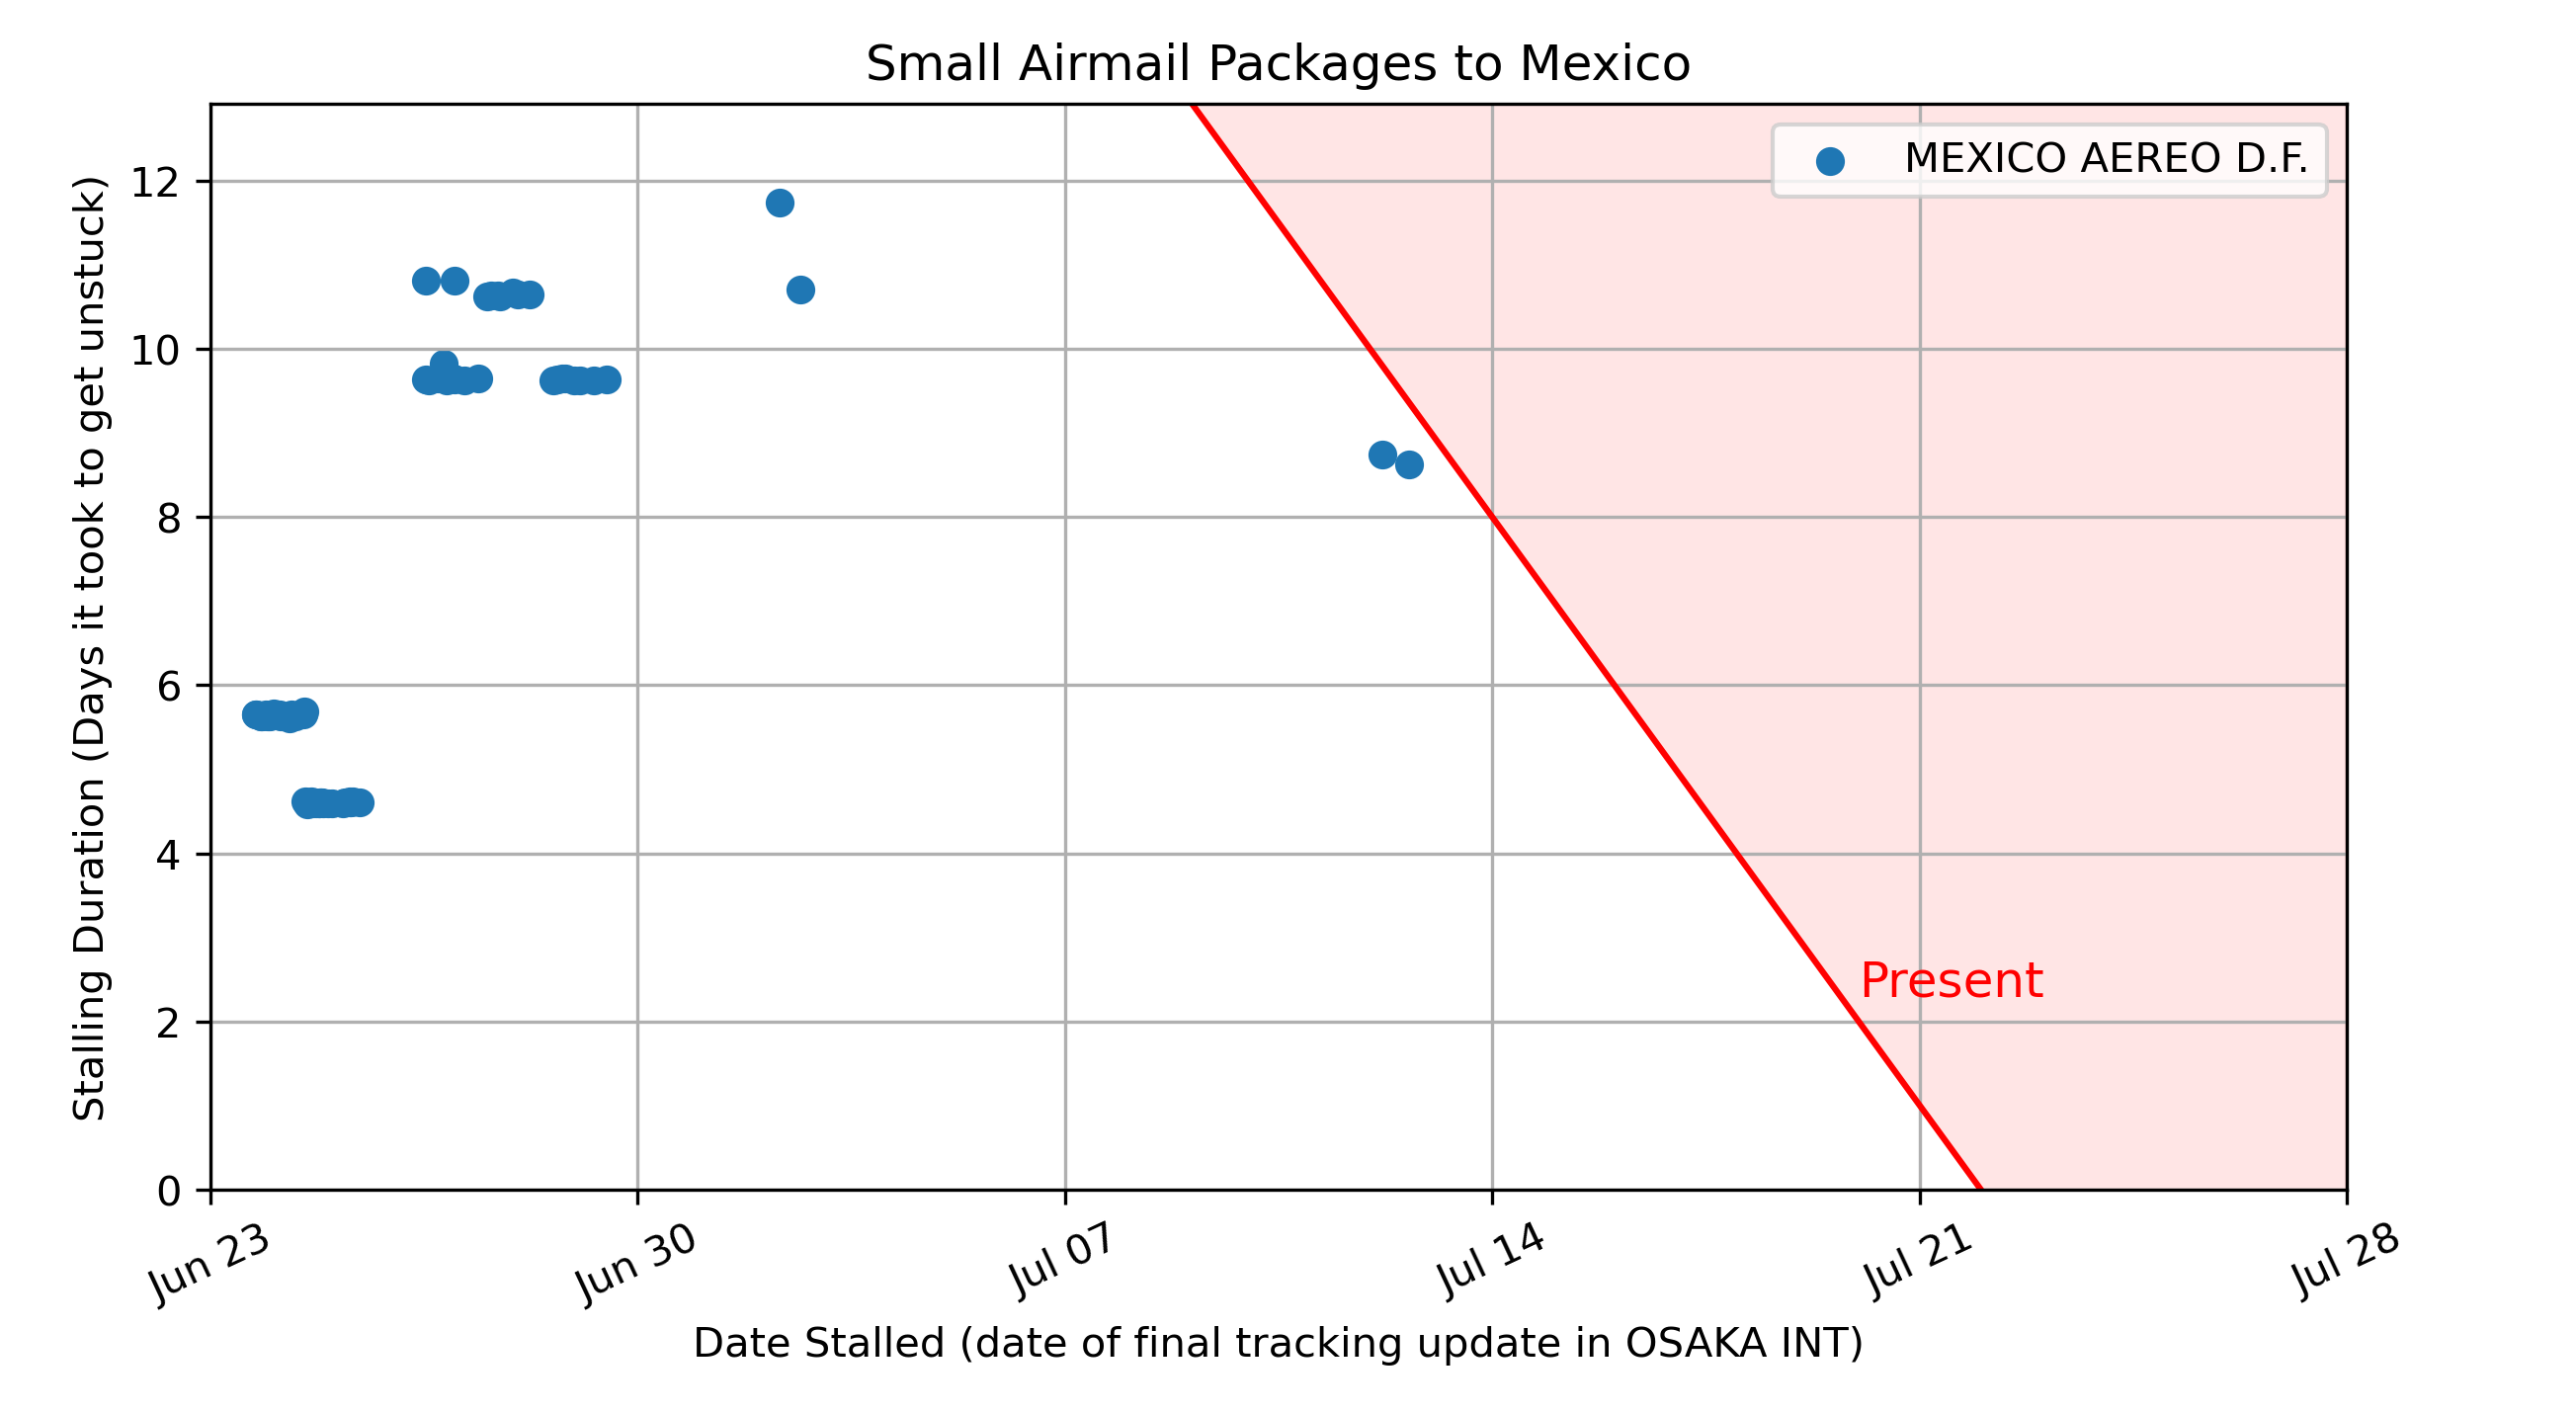 Small Airmail Packages to Mexico
MEXICO AEREO D.F.
Stalling Duration (Days it took to get unstuck)
12
10
8
6
4
2
0
Present
Jun 23
Jun 30
Jul 07
Jul 14
Jul 21
Jul 28
Date Stalled (date of final tracking update in OSAKA INT)